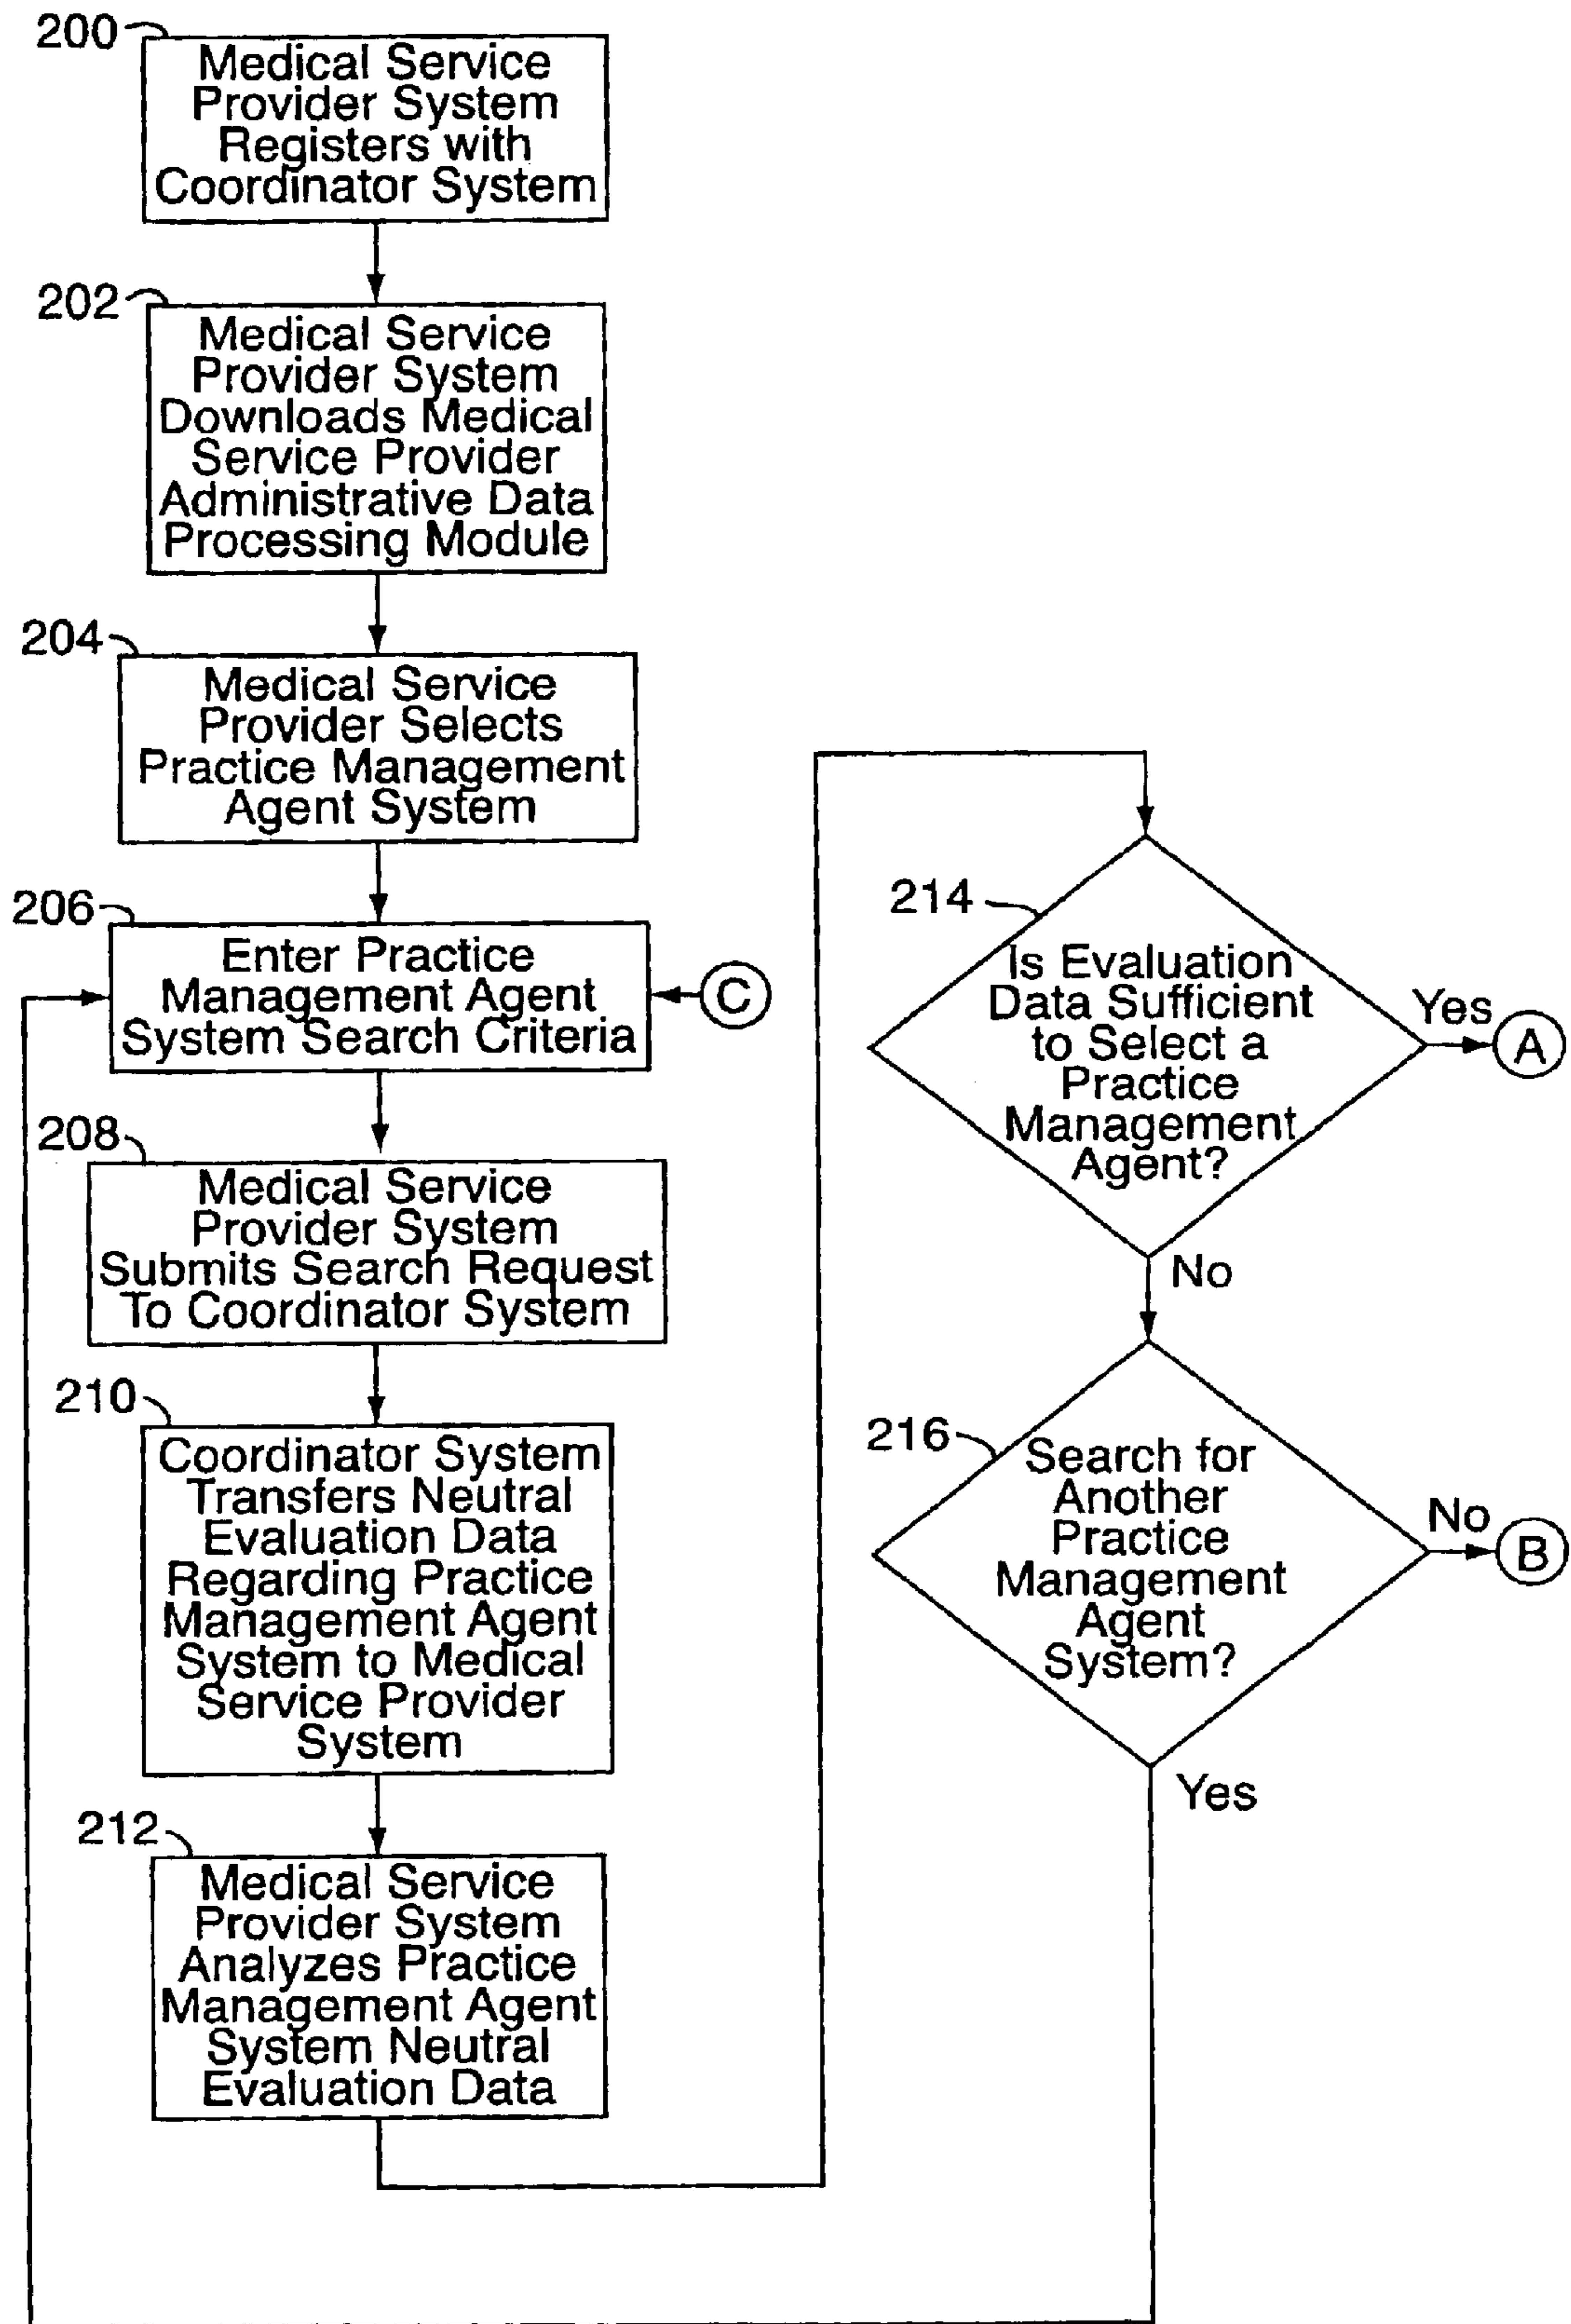 200
Medical Service
Provider System
Registers with
Coordinator System
202
Medical Service
Provider System
Downloads Medical
Service Provider
Administrative Data
Processing Module
204
Medical Service
Provider Selects
Practice Management
Agent System
206
Enter Practice
Management Agent
System Search Criteria
C
208
Medical Service
Provider System
Submits Search Request
To Coordinator System
210
Coordinator System
Transfers Neutral
Evaluation Data
Regarding Practice
Management Agent
System to Medical
Service Provider
System
212
Medical Service
Provider System
Analyzes Practice
Management Agent
System Neutral
Evaluation Data
214
Is Evaluation
Data Sufficient
to Select a
Practice
Management
Agent?
Yes
A
No
216
Search for
Another
Practice
Management
Agent
System?
No
B
Yes